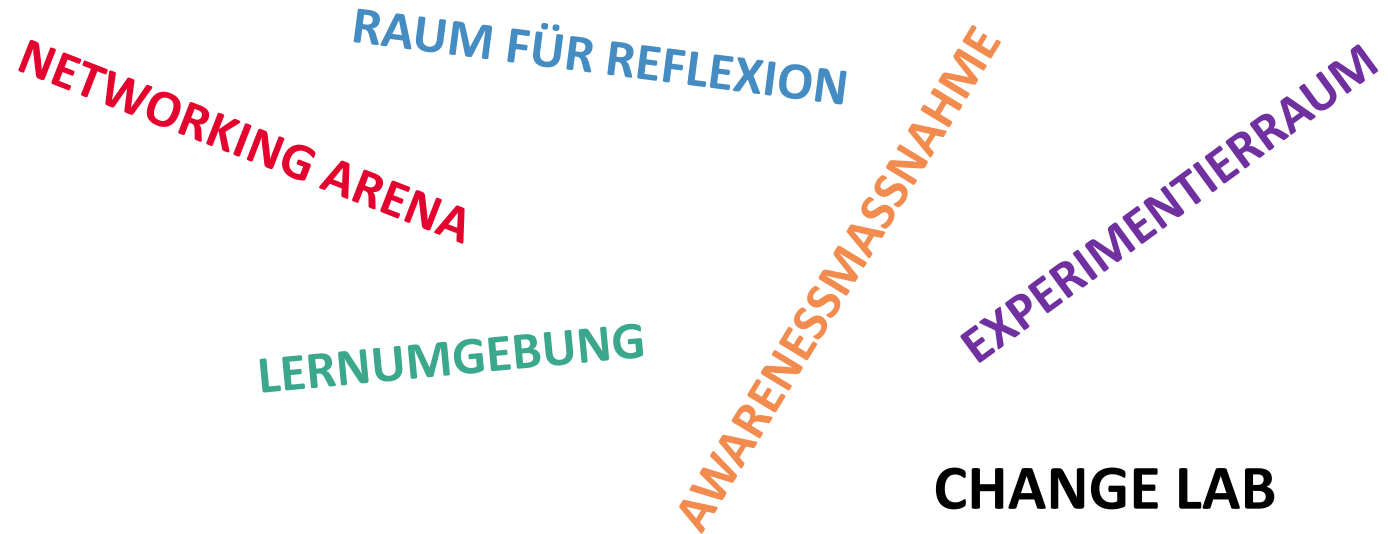 RAUM FÜR REFLEXION
NETWORKING ARENA
AWARENESSMASSNAHME
EXPERIMENTIERRAUM
LERNUMGEBUNG
CHANGE LAB